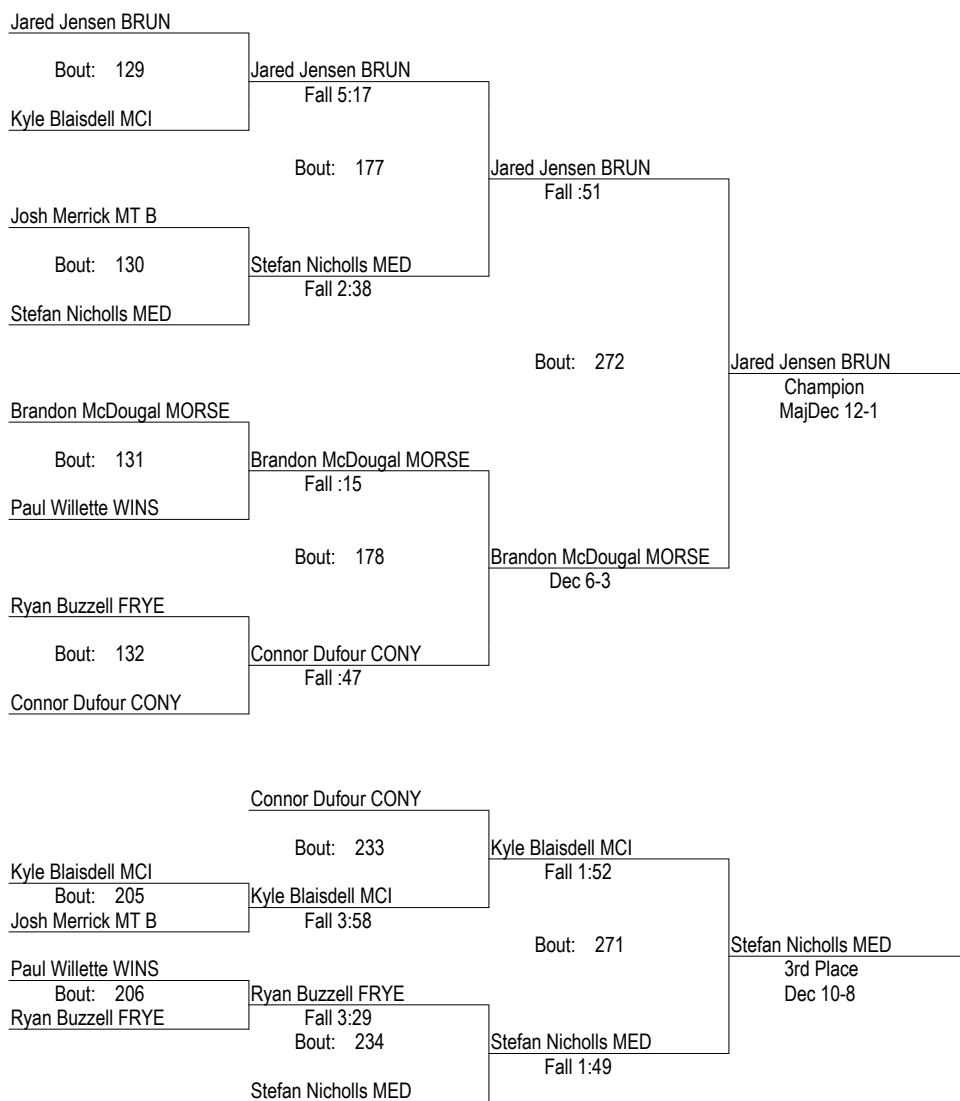 Jared Jensen BRUN
Bout: 129
Jared Jensen BRUN
Fall 5:17
Kyle Blaisdell MCI
Bout: 177
Jared Jensen BRUN
Fall :51
Josh Merrick MT B
Bout: 130
Stefan Nicholls MED
Fall 2:38
Stefan Nicholls MED
Bout: 272
Jared Jensen BRUN
Champion
MajDec 12-1
Brandon McDougal MORSE
Bout: 131
Brandon McDougal MORSE
Fall :15
Paul Willette WINS
Bout: 178
Brandon McDougal MORSE
Dec 6-3
Ryan Buzzell FRYE
Bout: 132
Connor Dufour CONY
Fall :47
Connor Dufour CONY
Connor Dufour CONY
Bout: 233
Kyle Blaisdell MCI
Fall 1:52
Kyle Blaisdell MCI
Bout: 205
Kyle Blaisdell MCI
Josh Merrick MT B
Fall 3:58
Bout: 271
Stefan Nicholls MED
3rd Place
Dec 10-8
Paul Willette WINS
Bout: 206
Ryan Buzzell FRYE
Ryan Buzzell FRYE
Fall 3:29
Bout: 234
Stefan Nicholls MED
Fall 1:49
Stefan Nicholls MED